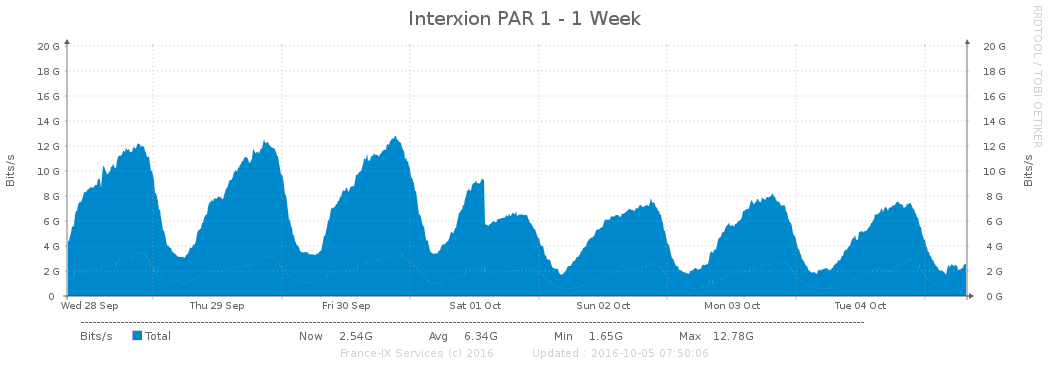 Interxion PAR 1 - 1 Week
RRDTOOL / TOBI OETIKER
Bits/s
20 G 20 G
18 G 18 G
16 G 16 G
14 G 14 G
12 G 12 G
10 G 10 G
8 G 8 G
6 G 6 G
4 G 4 G
2 G 2 G
0 0 G
Bits/s
Wed 28 Sep Thu 29 Sep Fri 30 Sep Sat 01 Oct Sun 02 Oct Mon 03 Oct Tue 04 Oct
Bits/s Total Now 2.54G Avg 6.34G Min 1.65G Max 12.78G
France-IX Services (c) 2016 Updated : 2016-10-05 07:50:06